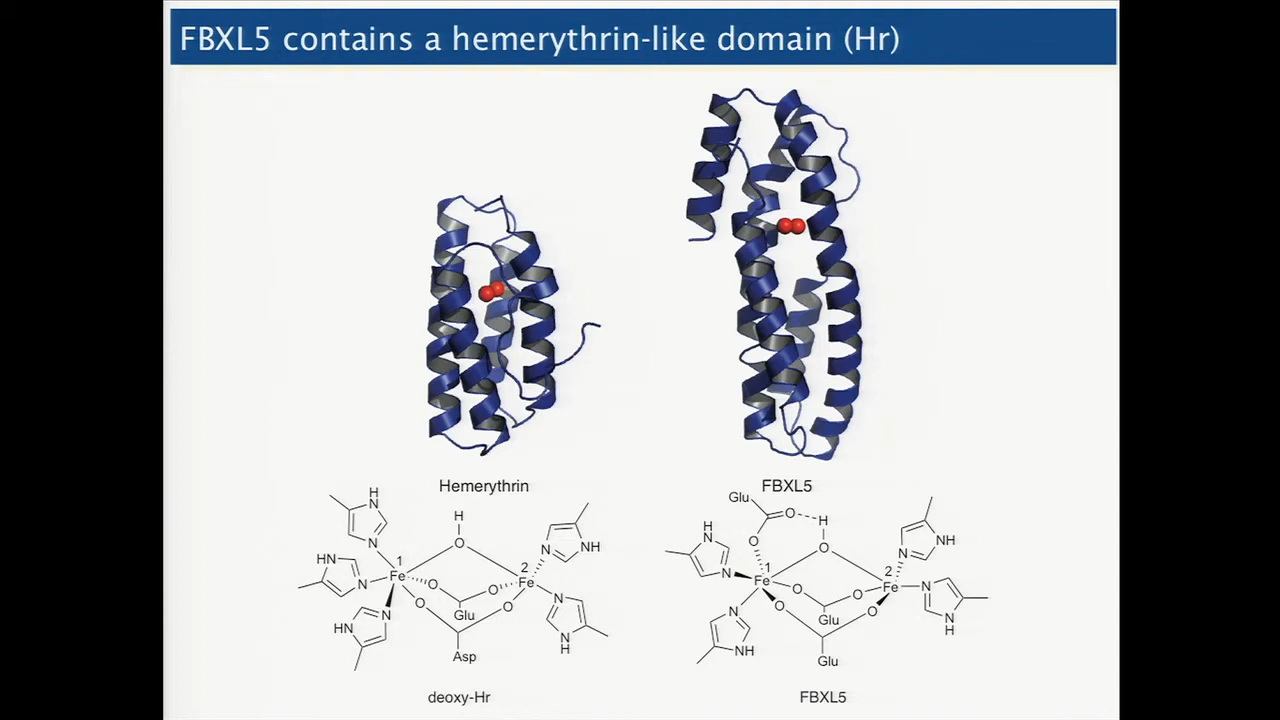 FBXL5 contains a hemerythrin-like domain (Hr)
Hemerythrin
FBXL5
H
N
N
HN
N
N
HN
H
O
1
Fe
O
O
Glu
O
O
Asp
2
Fe
N
NH
N
N
H
deoxy-Hr
Glu
O
H
O
O
H
N
N
N
NH
1
Fe
O
O
Glu
O
O
Glu
2
Fe
N
NH
N
N
H
FBXL5